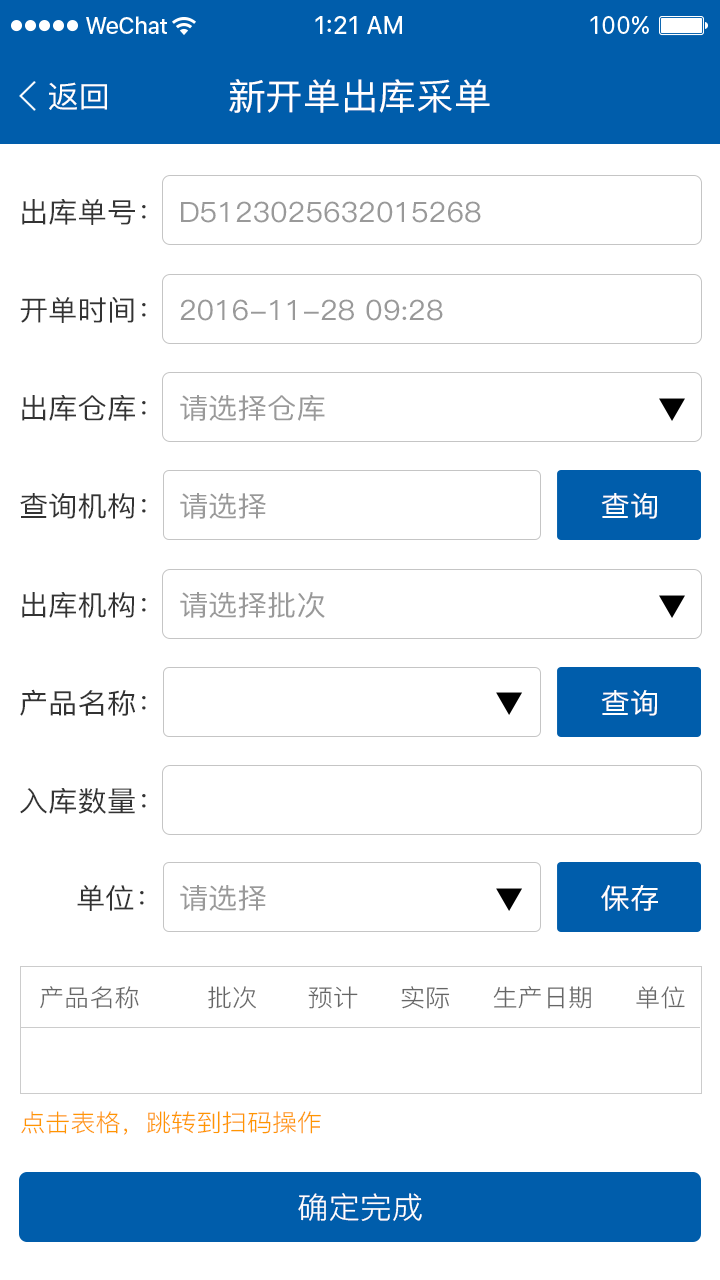 WeChat 1:21 AM 100%
返回 新开单出库采单
出库单号: D5123025632015268
开单时间: 2016-11-28 09:28
出库仓库: 请选择仓库
查询机构: 请选择 查询
出库机构: 请选择批次
产品名称: 查询
入库数量:
单位: 请选择 保存
产品名称 批次 预计 实际 生产日期 单位
点击表格，跳转到扫码操作
确定完成